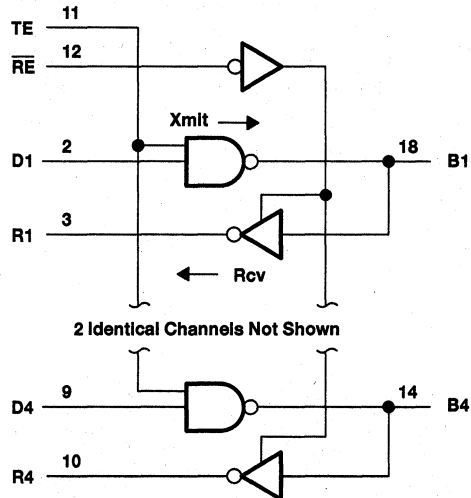 TE 11
R̅E̅ 12
Xmit
D1 2 18 B1
R1 3
Rcv
2 Identical Channels Not Shown
D4 9 14 B4
R4 10